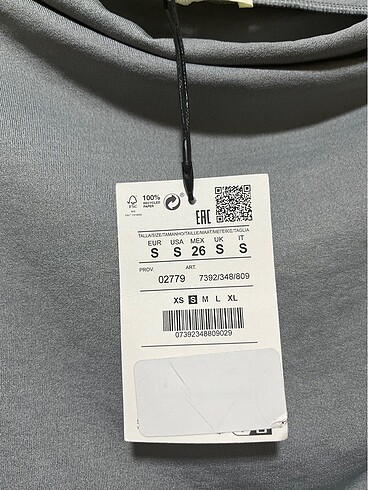 FSC
100%
RECYCLED
PAPER
EAC
TALLA/SIZE/TAMANHO/TAILLE/MAAT/MEГЕ6ЕС/TAGLIA
EUR USA MEX UK IT
S S 26 S S
PROV. ART.
02779 7392/348/809
XS S M L XL
07392348809029